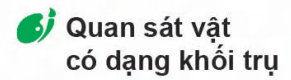 Quan sát vật
có dạng khối trụ